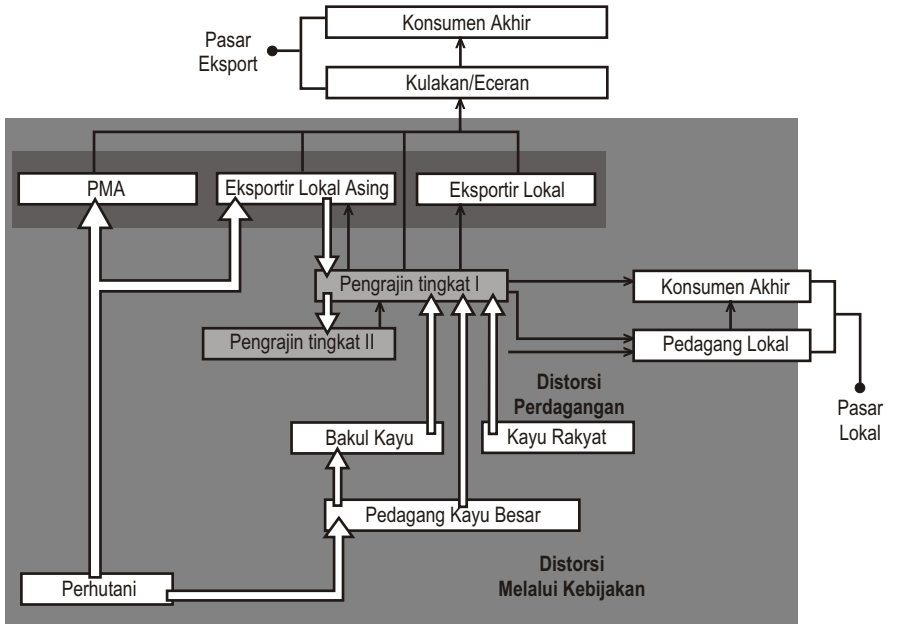 Konsumen Akhir
Pasar
Eksport
Kulakan/Eceran
PMA
Eksportir Lokal Asing
Eksportir Lokal
Pengrajin tingkat I
Konsumen Akhir
Pengrajin tingkat II
Pedagang Lokal
Distorsi
Perdagangan
Pasar
Lokal
Bakul Kayu
Kayu Rakyat
Pedagang Kayu Besar
Distorsi
Melalui Kebijakan
Perhutani